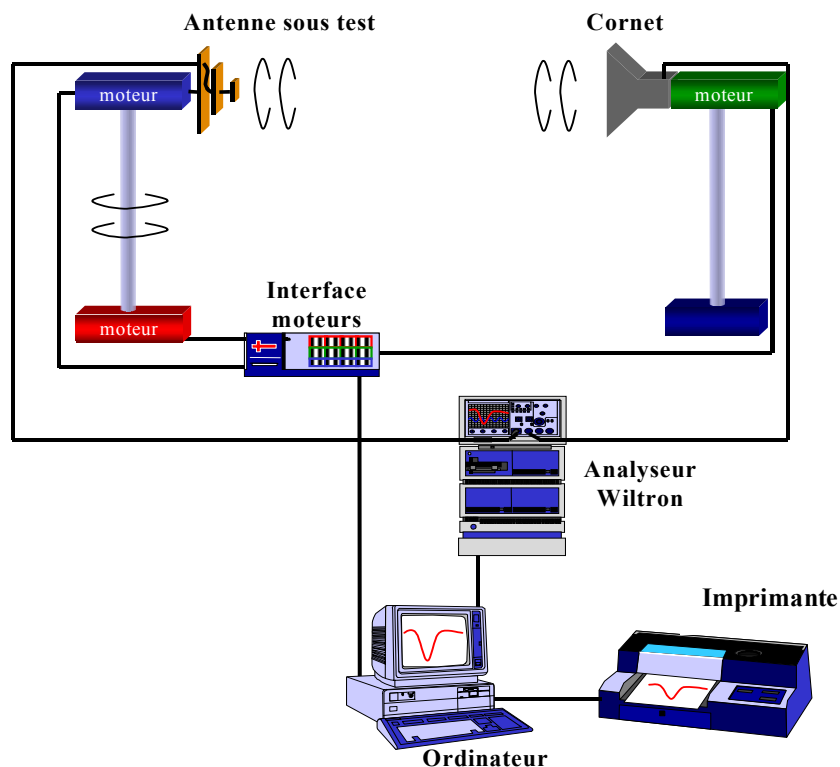 Antenne sous test
Cornet
moteur
moteur
Interface
moteurs
moteur
Analyseur
Wiltron
Imprimante
Ordinateur